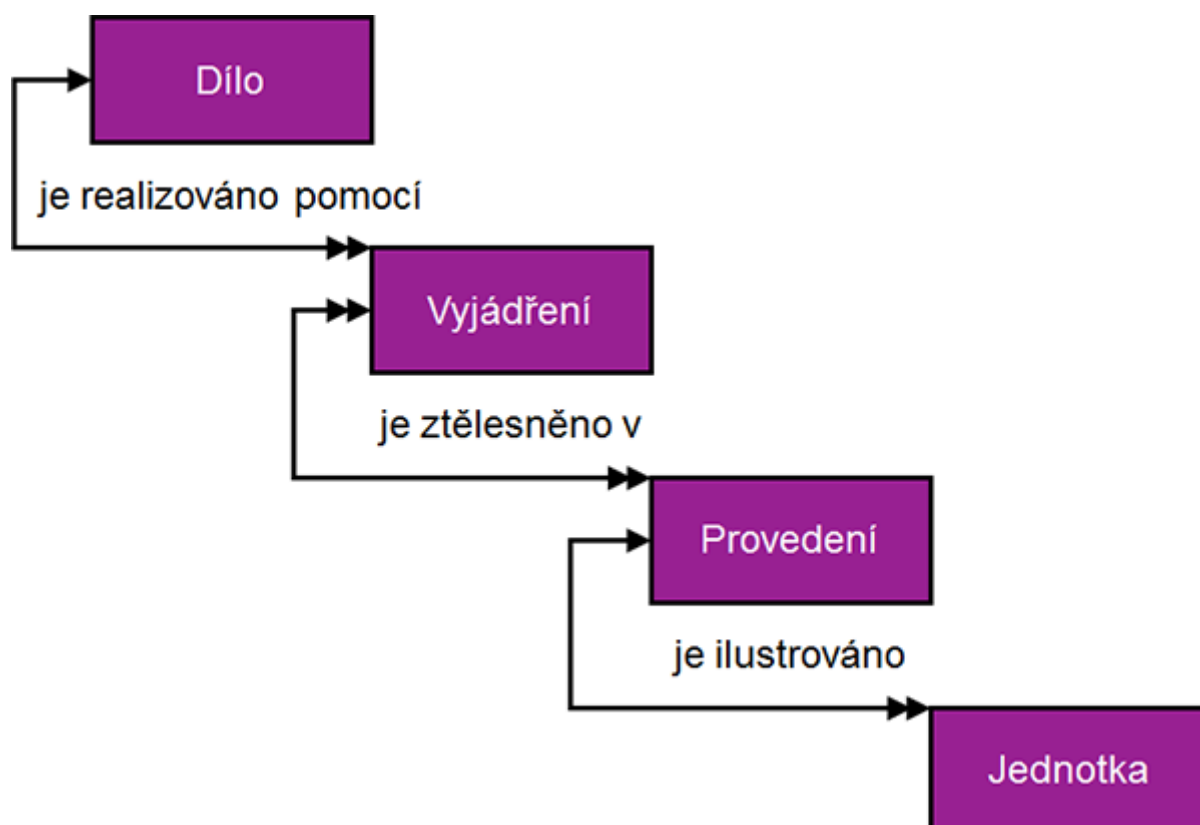 Dílo
je realizováno pomocí
Vyjádření
je ztělesněno v
Provedení
je ilustrováno
Jednotka